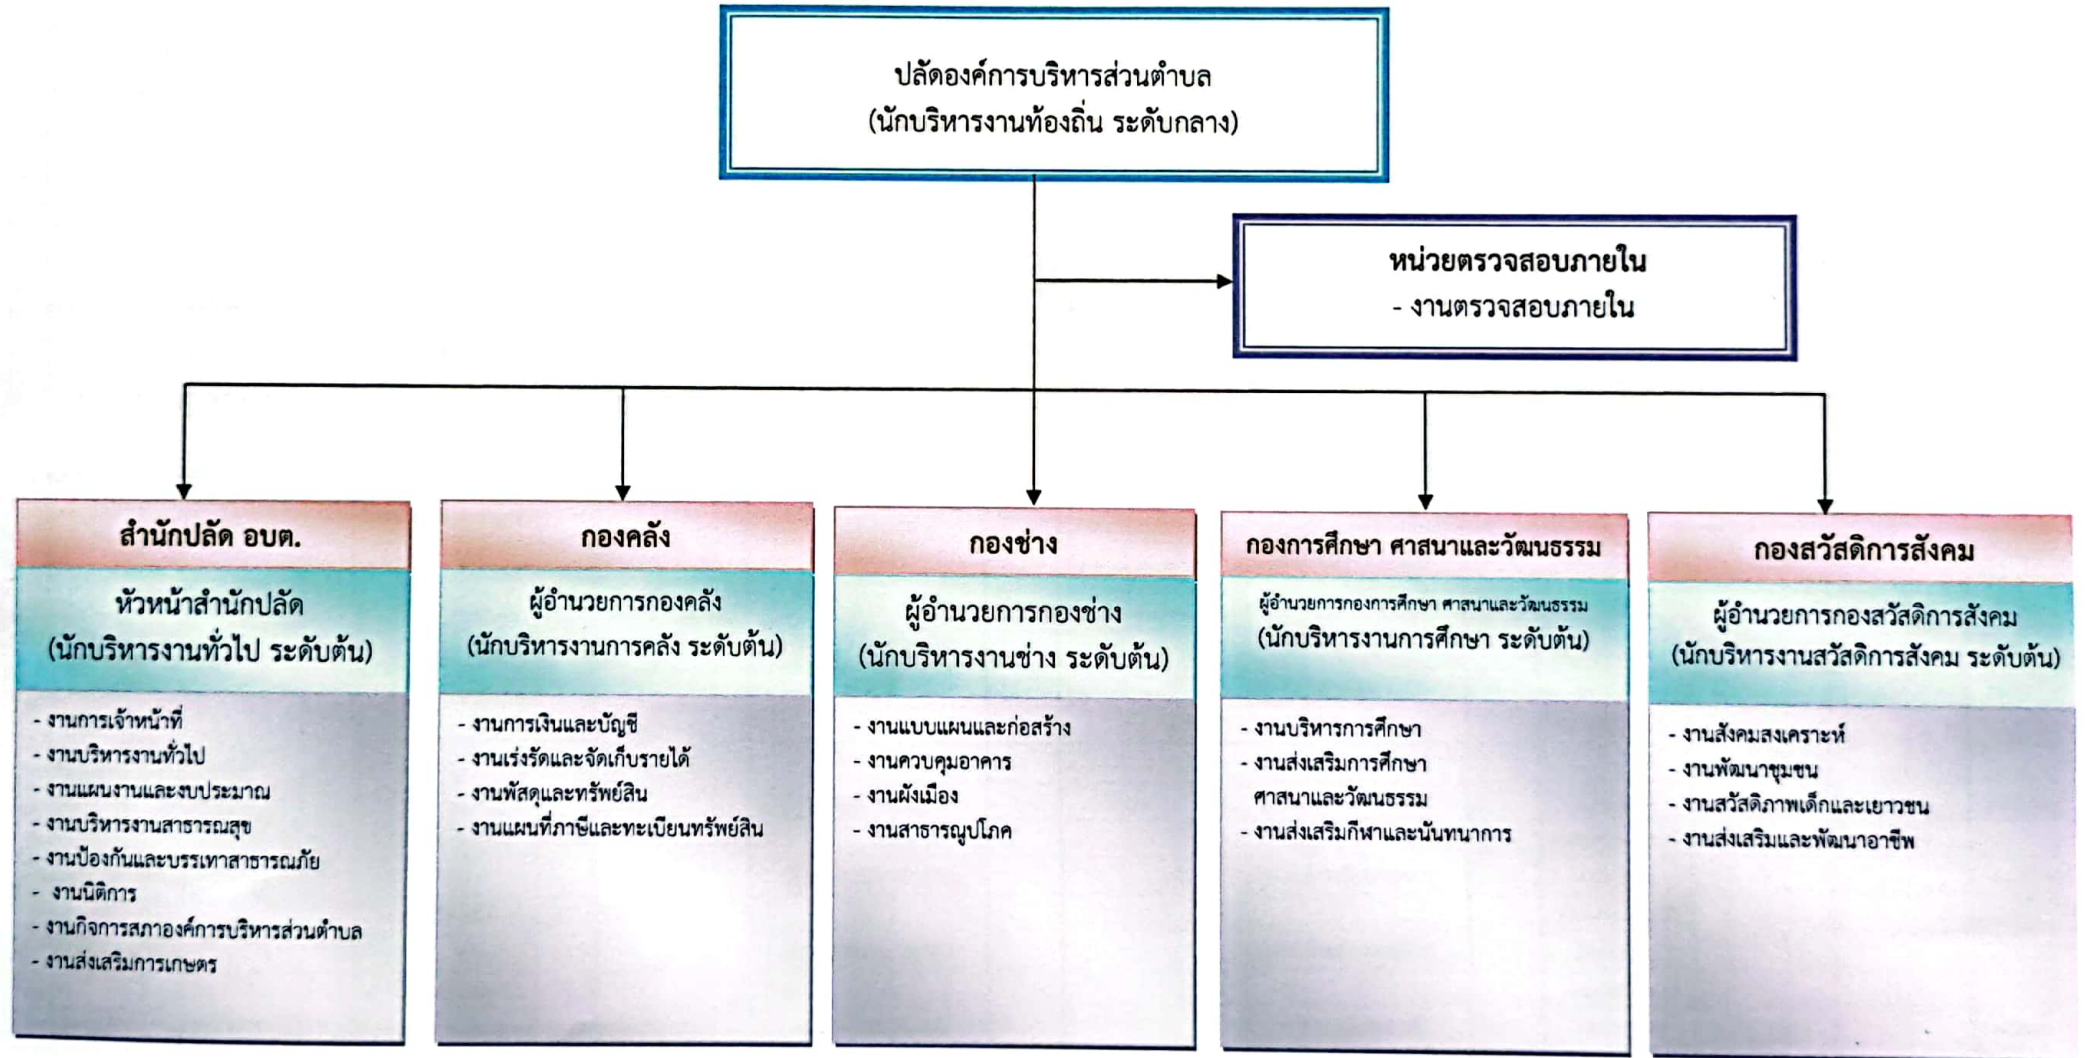 ปลัดองค์การบริหารส่วนตำบล
(นักบริหารงานท้องถิ่น ระดับกลาง)
หน่วยตรวจสอบภายใน
- งานตรวจสอบภายใน
สำนักปลัด อบต.
หัวหน้าสำนักปลัด
(นักบริหารงานทั่วไป ระดับต้น)
- งานการเจ้าหน้าที่
- งานบริหารงานทั่วไป
- งานแผนงานและงบประมาณ
- งานบริหารงานสาธารณสุข
- งานป้องกันและบรรเทาสาธารณภัย
- งานนิติการ
- งานกิจการสภาองค์การบริหารส่วนตำบล
- งานส่งเสริมการเกษตร
กองคลัง
ผู้อำนวยการกองคลัง
(นักบริหารงานการคลัง ระดับต้น)
- งานการเงินและบัญชี
- งานเร่งรัดและจัดเก็บรายได้
- งานพัสดุและทรัพย์สิน
- งานแผนที่ภาษีและทะเบียนทรัพย์สิน
กองช่าง
ผู้อำนวยการกองช่าง
(นักบริหารงานช่าง ระดับต้น)
- งานแบบแผนและก่อสร้าง
- งานควบคุมอาคาร
- งานผังเมือง
- งานสาธารณูปโภค
กองการศึกษา ศาสนาและวัฒนธรรม
ผู้อำนวยการกองการศึกษา ศาสนาและวัฒนธรรม
(นักบริหารงานการศึกษา ระดับต้น)
- งานบริหารการศึกษา
- งานส่งเสริมการศึกษา
ศาสนาและวัฒนธรรม
- งานส่งเสริมกีฬาและนันทนาการ
กองสวัสดิการสังคม
ผู้อำนวยการกองสวัสดิการสังคม
(นักบริหารงานสวัสดิการสังคม ระดับต้น)
- งานสังคมสงเคราะห์
- งานพัฒนาชุมชน
- งานสวัสดิภาพเด็กและเยาวชน
- งานส่งเสริมและพัฒนาอาชีพ